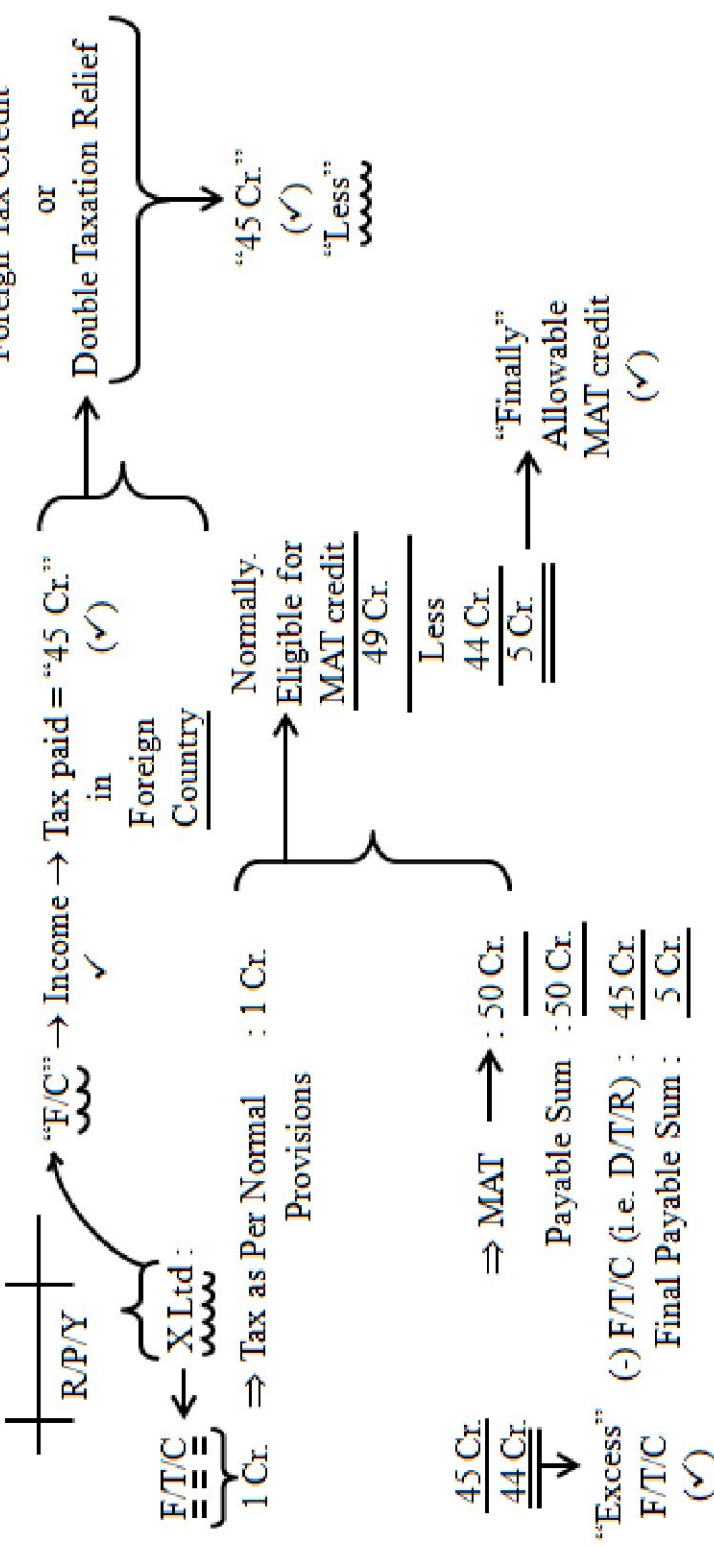 Foreign Tax Credit
or
R/P/Y
“F/C” → Income → Tax paid = “45 Cr.”
Double Taxation Relief
✓ in (✓)
Foreign
Country
F/T/C ← X Ltd :
1 Cr.
⇒ Tax as Per Normal : 1 Cr.
Provisions
Normally.
Eligible for
MAT credit
49 Cr.
Less
44 Cr.
5 Cr.
“45 Cr.”
(✓)
“Less”
“Finally”
Allowable
MAT credit
(✓)
45 Cr.
44 Cr.
“Excess”
F/T/C
(✓)
⇒ MAT → : 50 Cr.
Payable Sum : 50 Cr.
(-) F/T/C (i.e. D/T/R) : 45 Cr.
Final Payable Sum : 5 Cr.